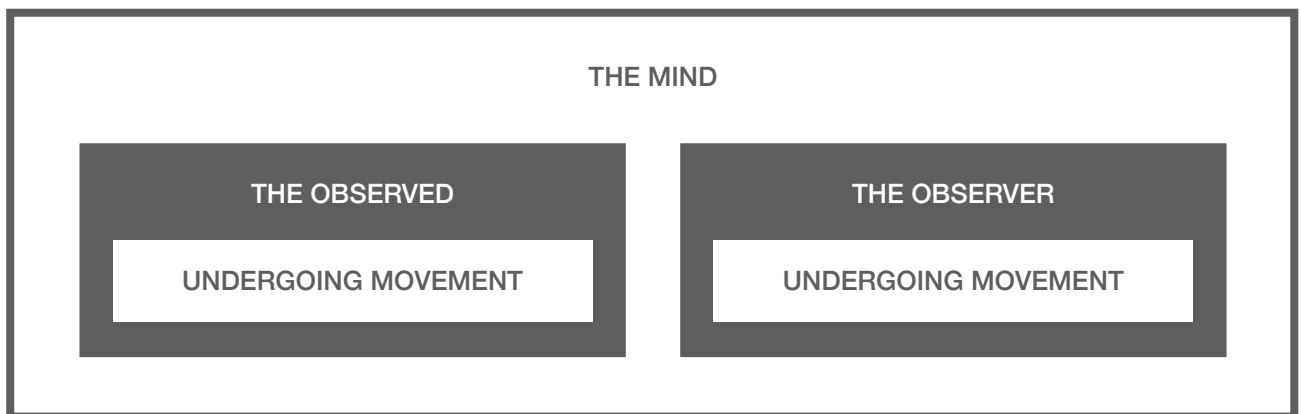 THE MIND
THE OBSERVED
THE OBSERVER
UNDERGOING MOVEMENT
UNDERGOING MOVEMENT